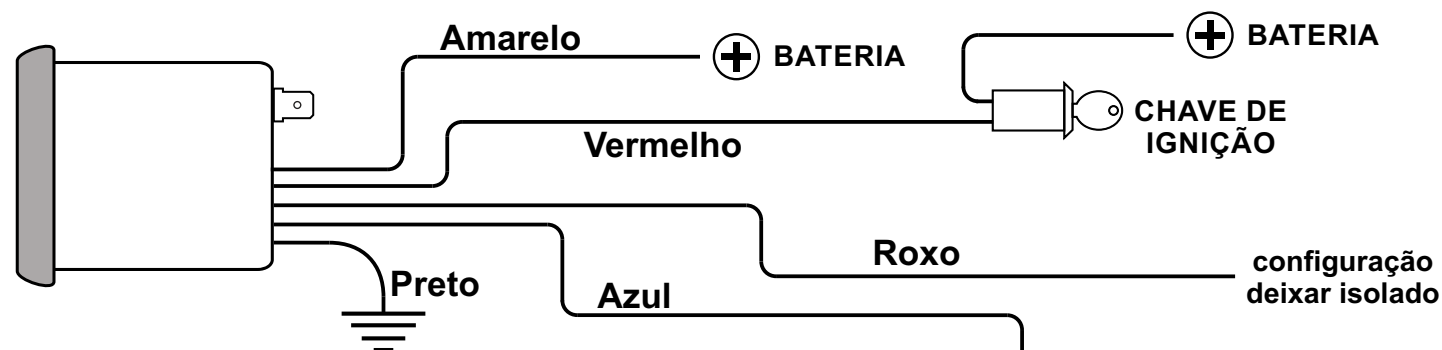 Amarelo
BATERIA
BATERIA
CHAVE DE
IGNIÇÃO
Vermelho
Roxo
configuração
deixar isolado
Preto
Azul